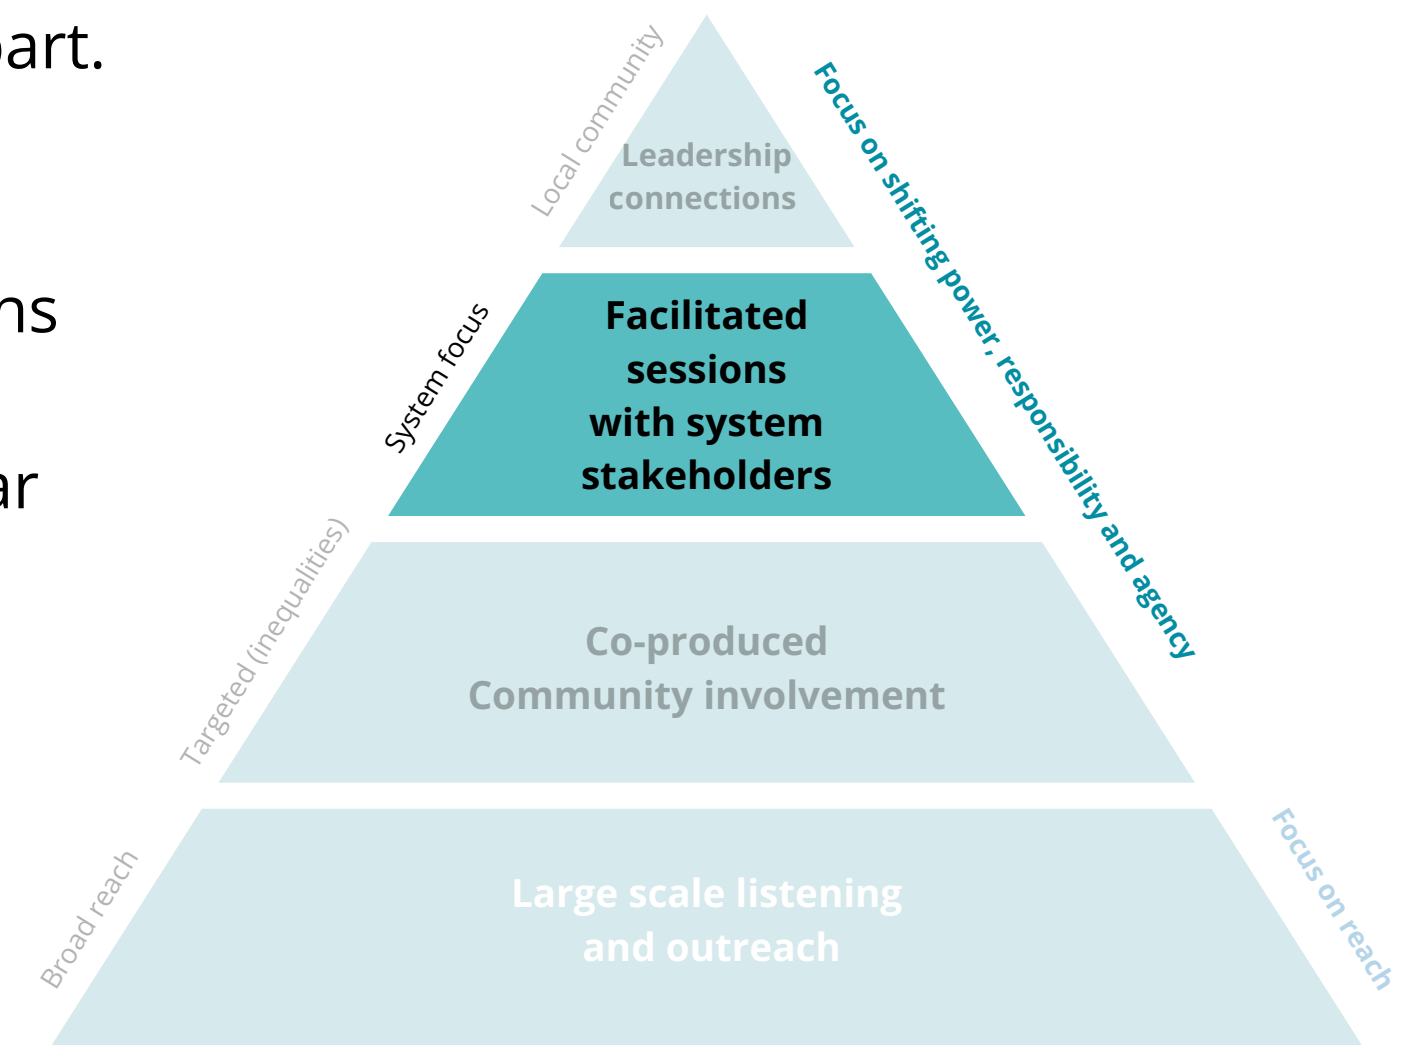 part.
ns
ar
Local community
Leadership
connections
Focus on shifting power, responsibility and agency
System focus
Facilitated
sessions
with system
stakeholders
Targeted (inequalities)
Co-produced
Community involvement
Broad reach
Large scale listening
and outreach
Focus on reach